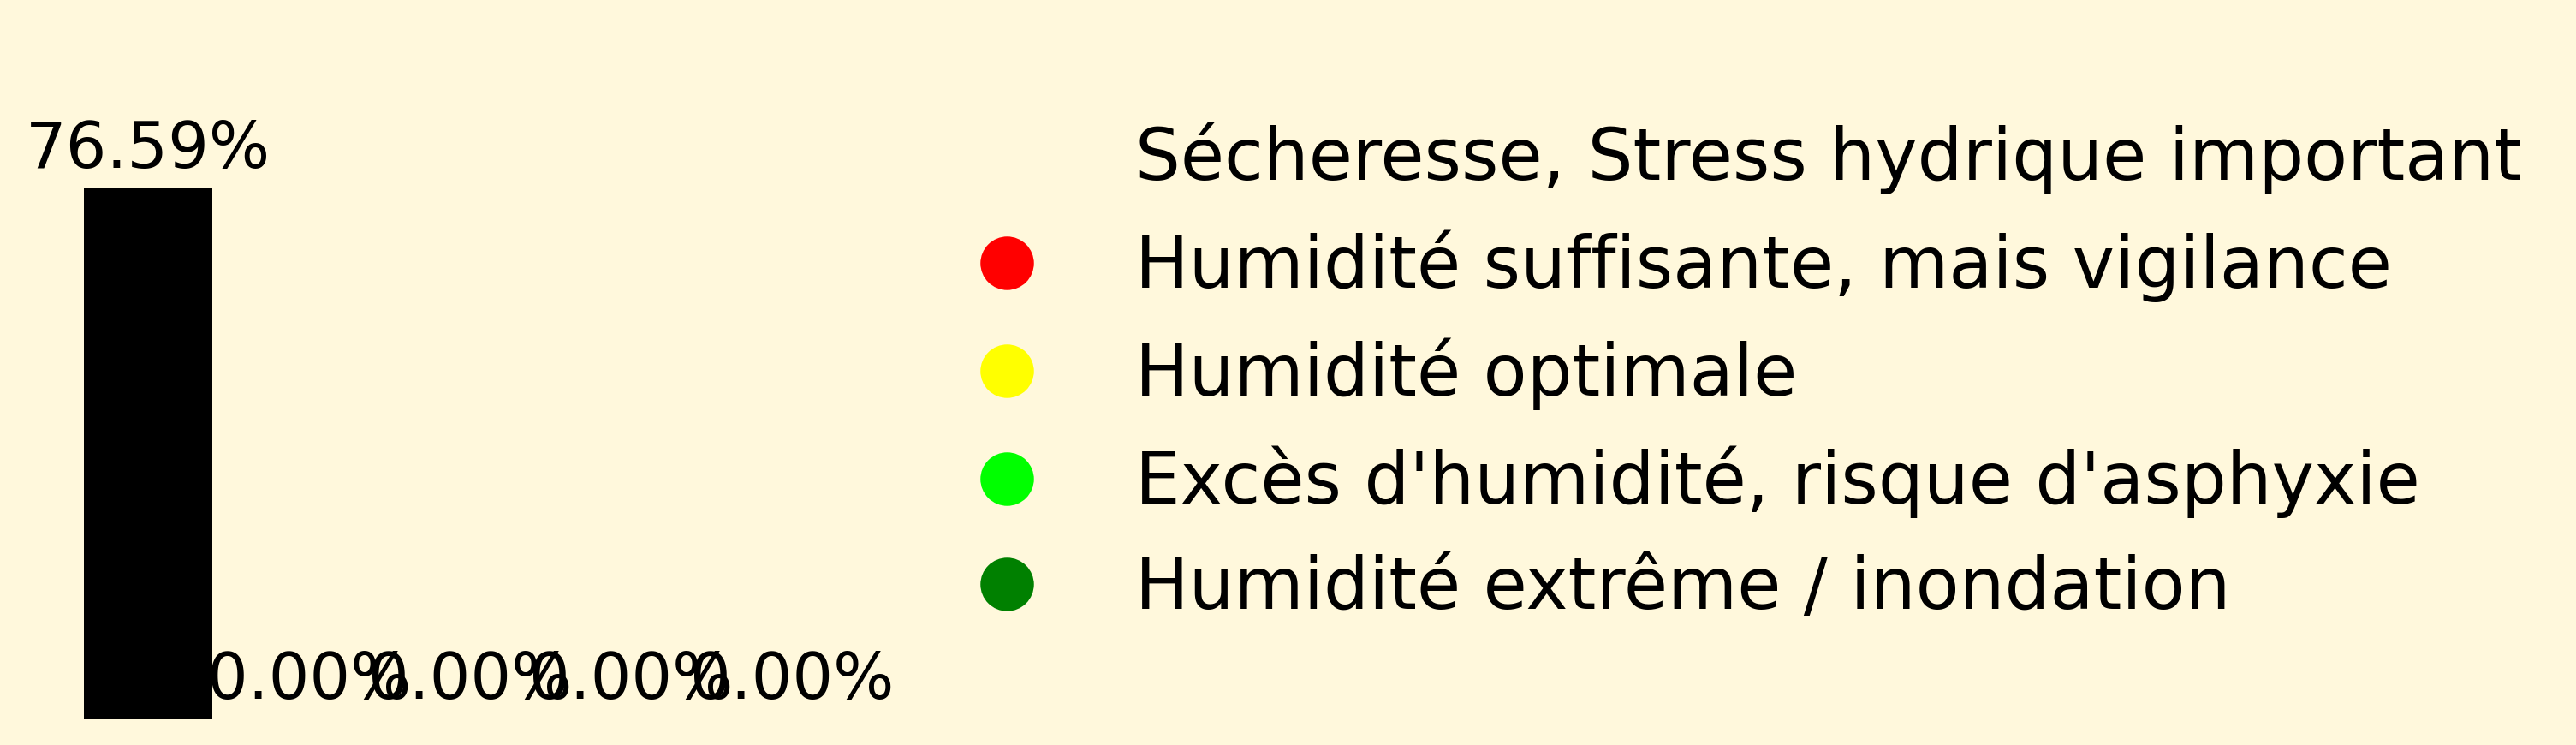 76.59%
Sécheresse, Stress hydrique important
Humidité suffisante, mais vigilance
Humidité optimale
Excès d'humidité, risque d'asphyxie
Humidité extrême / inondation
0.00% 0.00% 0.00% 0.00%